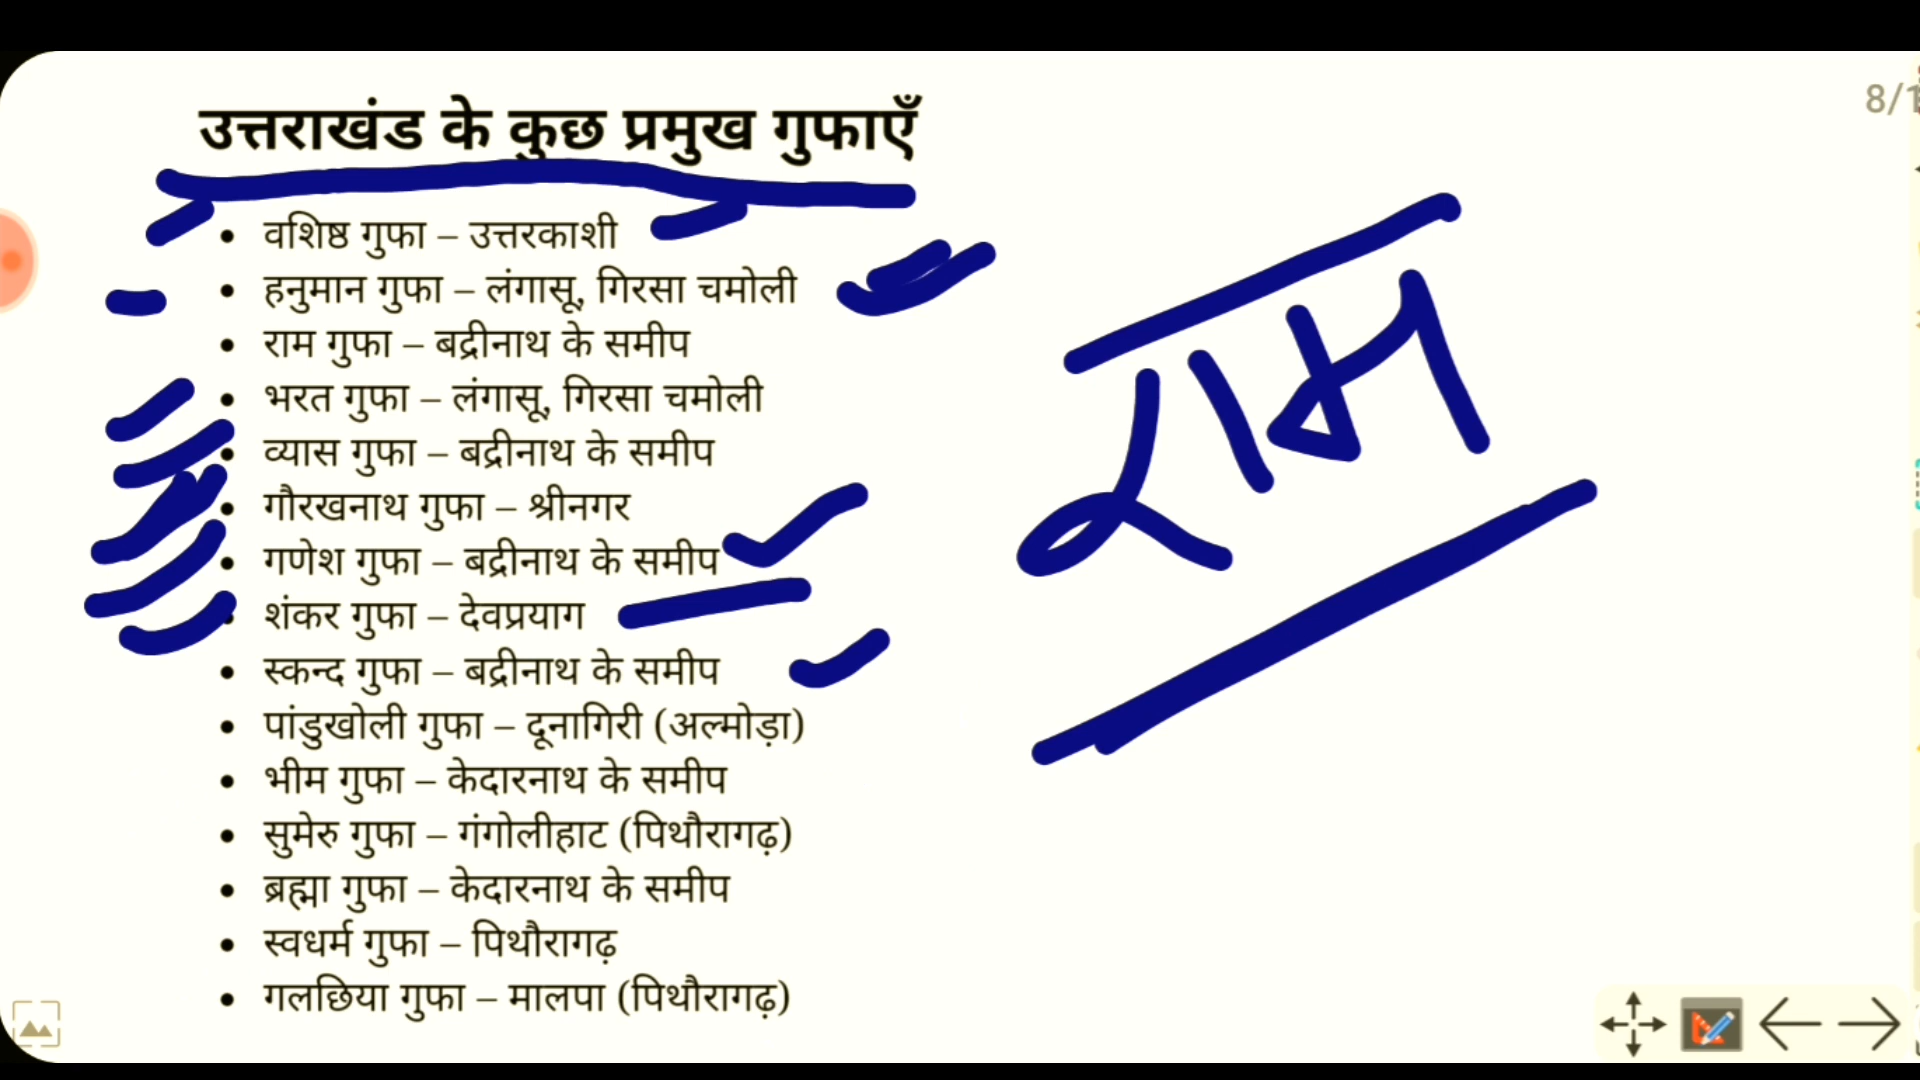 उत्तराखंड के कुछ प्रमुख गुफाएँ
8/1
• वशिष्ठ गुफा – उत्तरकाशी
• हनुमान गुफा – लंगासू, गिरसा चमोली
• राम गुफा – बद्रीनाथ के समीप
• भरत गुफा – लंगासू, गिरसा चमोली
• व्यास गुफा – बद्रीनाथ के समीप
• गौरखनाथ गुफा – श्रीनगर
• गणेश गुफा – बद्रीनाथ के समीप
• शंकर गुफा – देवप्रयाग
• स्कन्द गुफा – बद्रीनाथ के समीप
• पांडुखोली गुफा – दूनागिरी (अल्मोड़ा)
• भीम गुफा – केदारनाथ के समीप
• सुमेरु गुफा – गंगोलीहाट (पिथौरागढ़)
• ब्रह्मा गुफा – केदारनाथ के समीप
• स्वधर्म गुफा – पिथौरागढ़
• गलछिया गुफा – मालपा (पिथौरागढ़)
राम